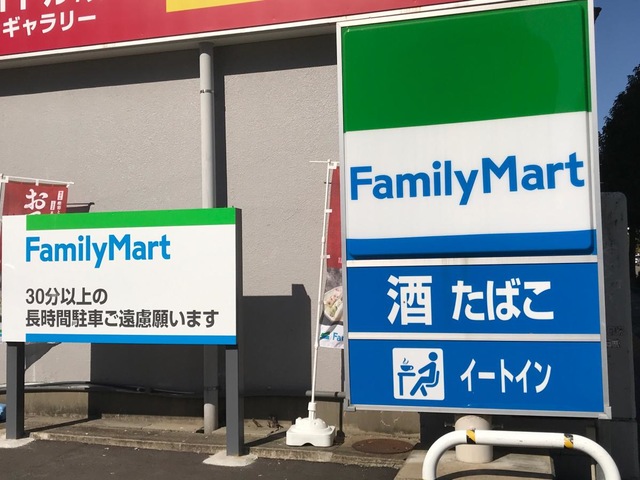 ギャラリー
FamilyMart
30分以上の
長時間駐車ご遠慮願います
FamilyMart
酒 たばこ
イートイン